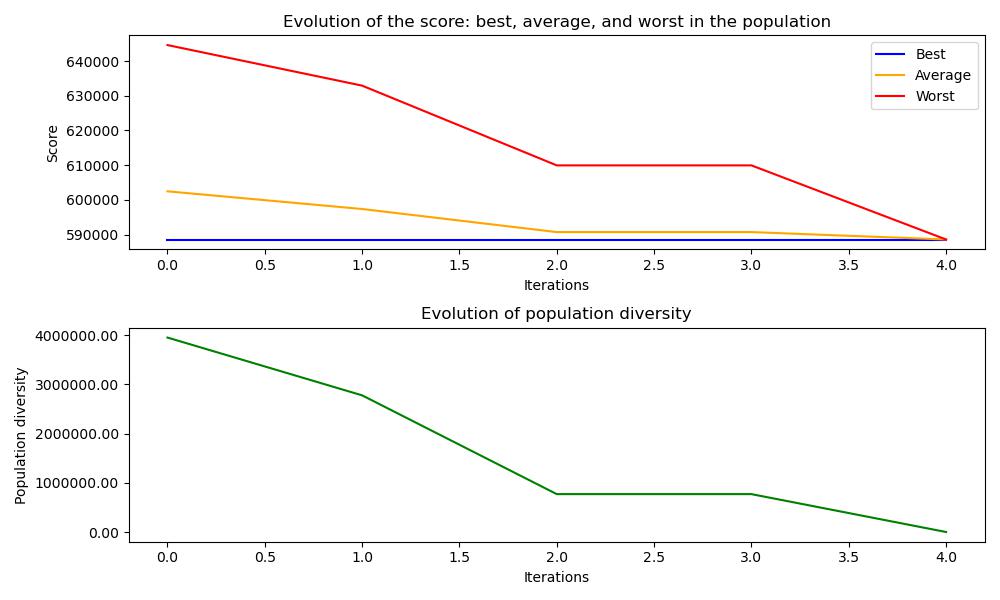 Evolution of the score: best, average, and worst in the population
Score
640000
630000
620000
610000
600000
590000
Best
Average
Worst
0.0 0.5 1.0 1.5 2.0 2.5 3.0 3.5 4.0
Iterations
Evolution of population diversity
Population diversity
4000000.00
3000000.00
2000000.00
1000000.00
0.00
0.0 0.5 1.0 1.5 2.0 2.5 3.0 3.5 4.0
Iterations